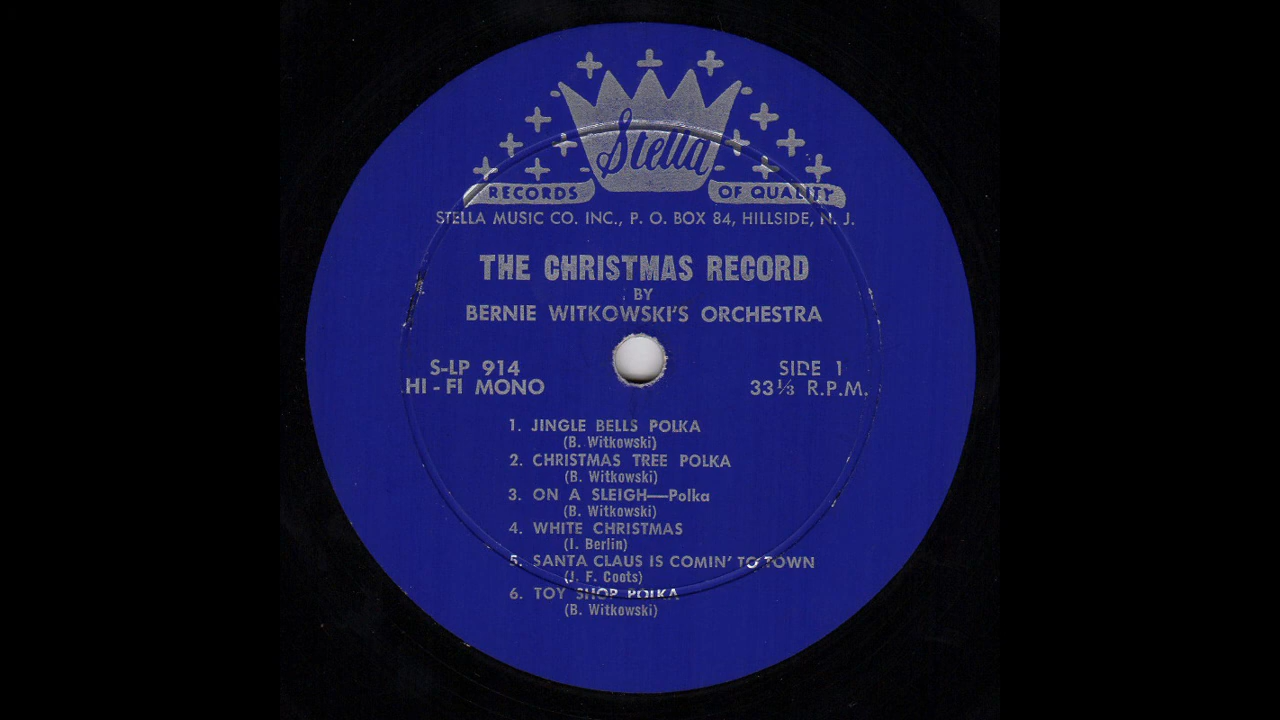 Stella
RECORDS OF QUALITY
STELLA MUSIC CO. INC., P. O. BOX 84, HILLSIDE, N. J.
THE CHRISTMAS RECORD
BY
BERNIE WITKOWSKI'S ORCHESTRA
S-LP 914 SIDE 1
HI-FI MONO 33⅓ R.P.M.
1. JINGLE BELLS POLKA
(B. Witkowski)
2. CHRISTMAS TREE POLKA
(B. Witkowski)
3. ON A SLEIGH—Polka
(B. Witkowski)
4. WHITE CHRISTMAS
(I. Berlin)
5. SANTA CLAUS IS COMIN' TO TOWN
(J. F. Coots)
6. TOY SHOP POLKA
(B. Witkowski)